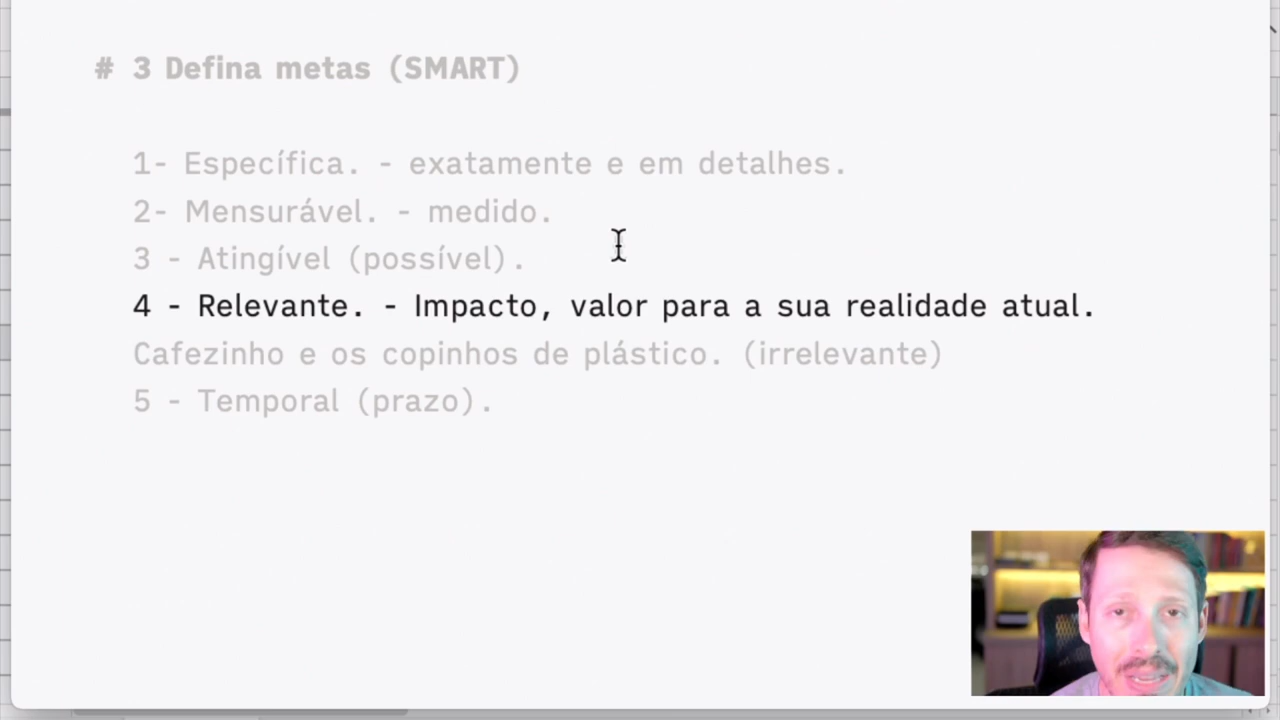 # 3 Defina metas (SMART)
1- Específica. - exatamente e em detalhes.
2- Mensurável. - medido.
3 - Atingível (possível).
4 - Relevante. - Impacto, valor para a sua realidade atual.
Cafezinho e os copinhos de plástico. (irrelevante)
5 - Temporal (prazo).